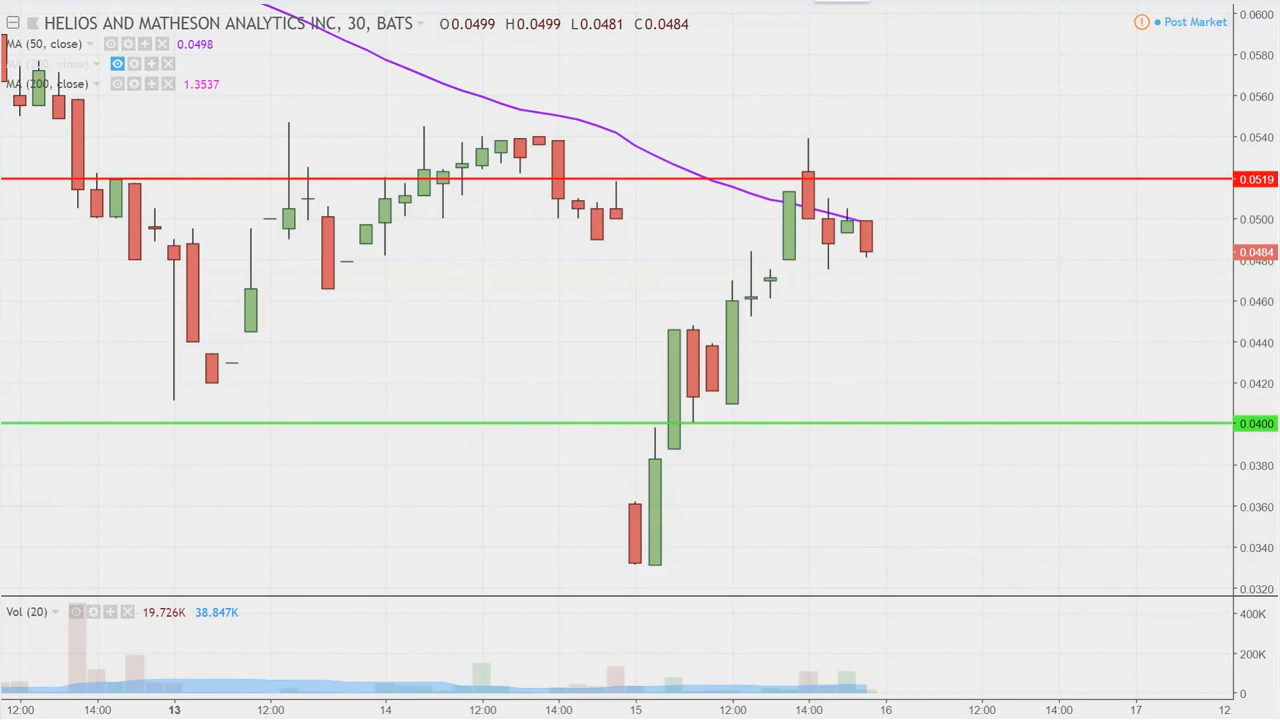 HELIOS AND MATHESON ANALYTICS INC, 30, BATS O0.0499 H0.0499 L0.0481 C0.0484
Post Market
MA (50, close) 0.0498
MA (200, close) 1.3537
0.0600
0.0580
0.0560
0.0540
0.0519
0.0500
0.0484
0.0480
0.0460
0.0440
0.0420
0.0400
0.0380
0.0360
0.0340
0.0320
Vol (20) 19.726K 38.847K
400K
200K
0
12:00 14:00 13 12:00 14 12:00 14:00 15 12:00 14:00 16 12:00 14:00 17 12: